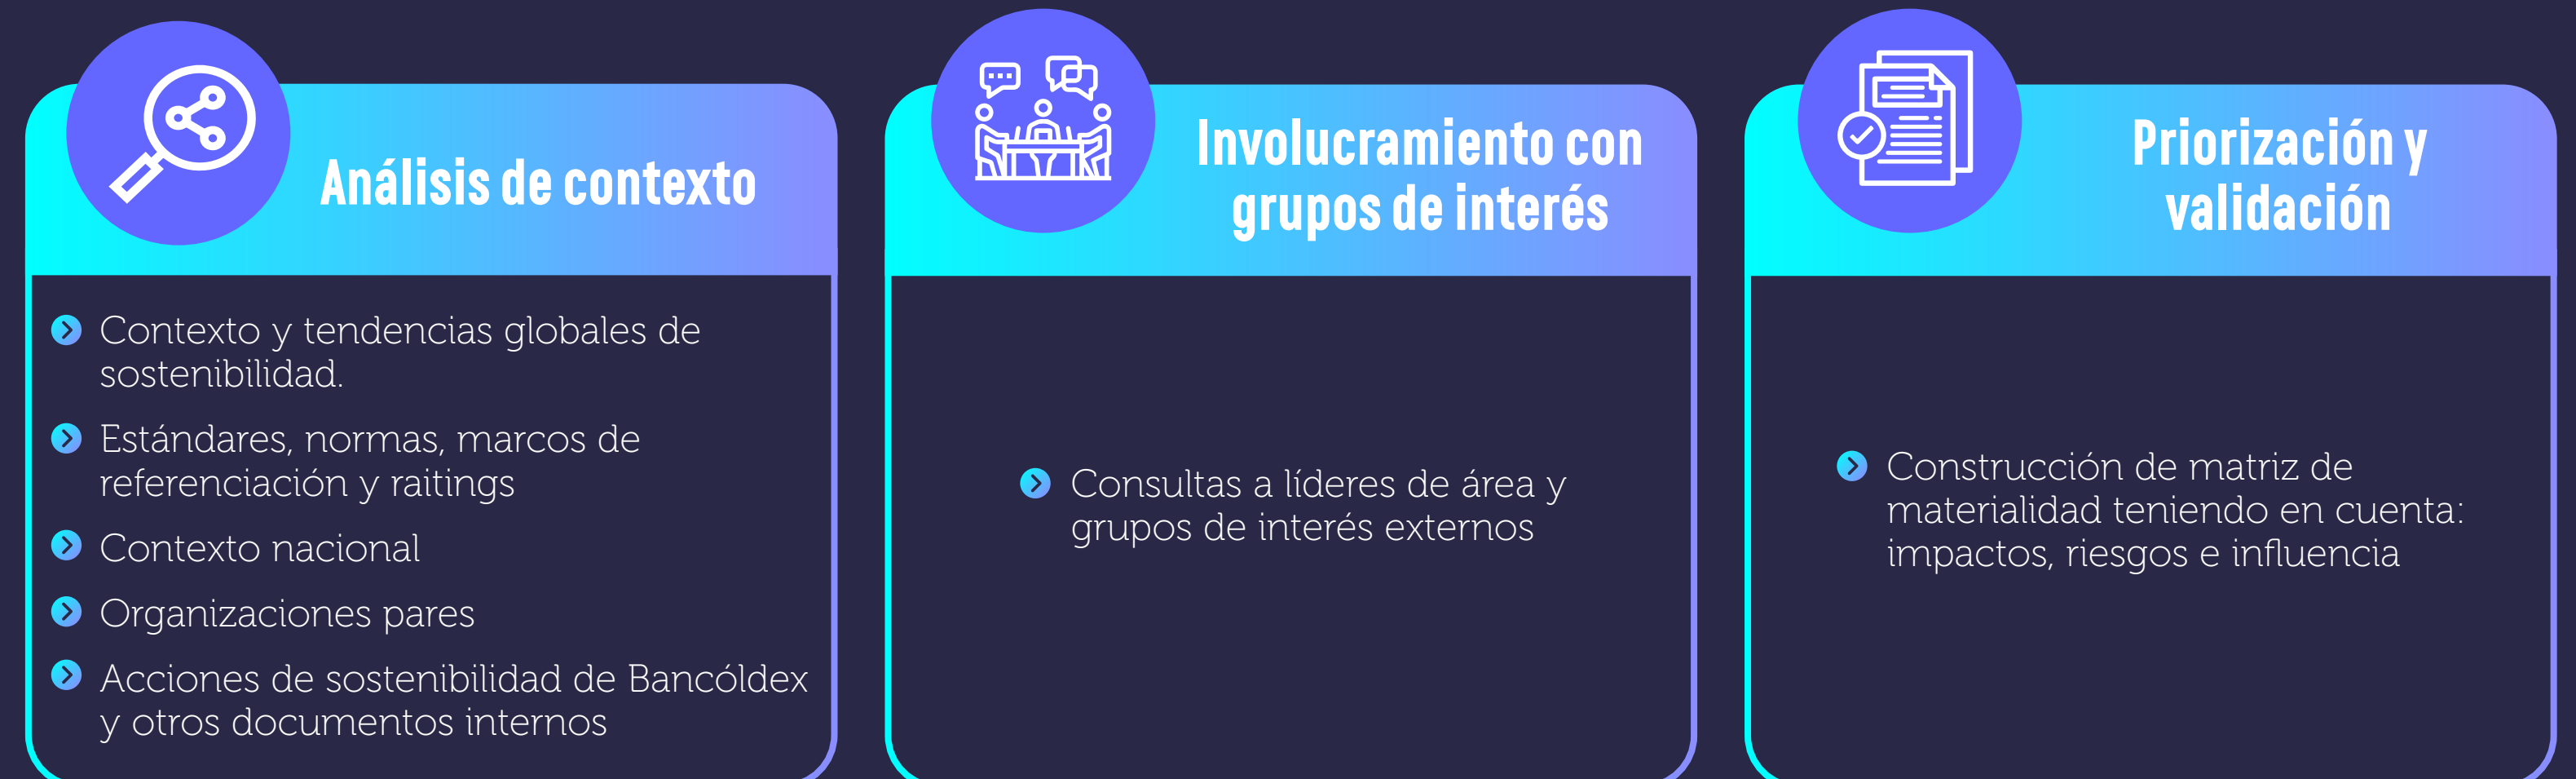 Análisis de contexto
Contexto y tendencias globales de
sostenibilidad.
Estándares, normas, marcos de
referenciación y raitings
Contexto nacional
Organizaciones pares
Acciones de sostenibilidad de Bancóldex
y otros documentos internos
Involucramiento con
grupos de interés
Consultas a líderes de área y
grupos de interés externos
Priorización y
validación
Construcción de matriz de
materialidad teniendo en cuenta:
impactos, riesgos e influencia